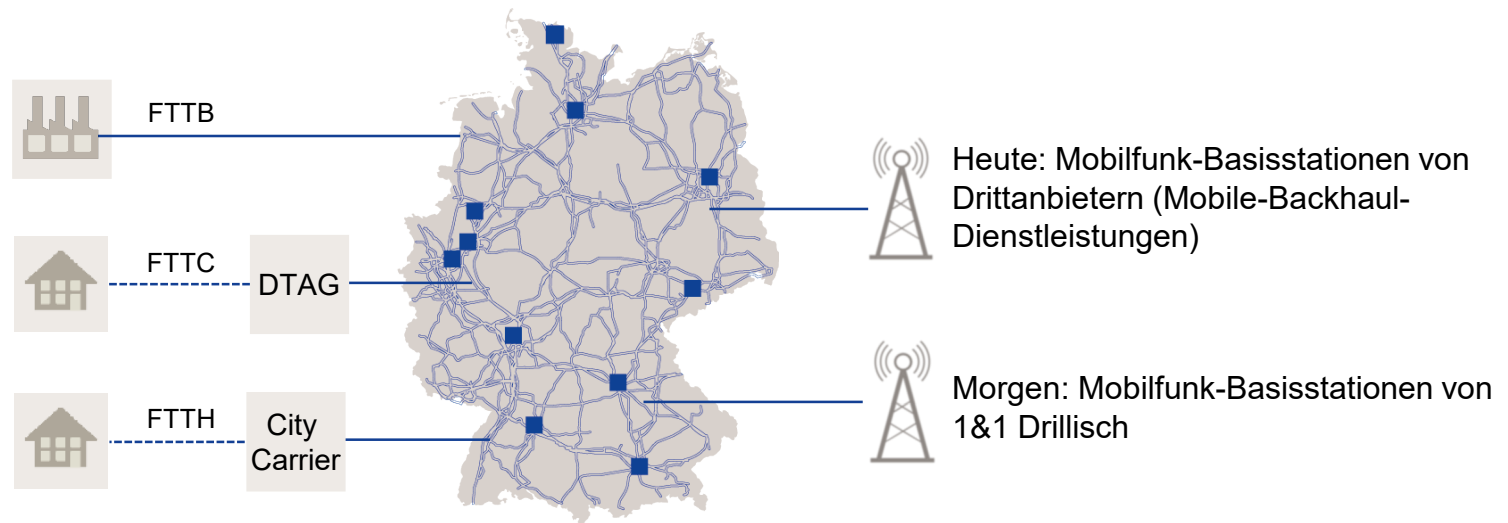 FTTB
FTTC
DTAG
FTTH
City
Carrier
Heute: Mobilfunk-Basisstationen von
Drittanbietern (Mobile-Backhaul-
Dienstleistungen)
Morgen: Mobilfunk-Basisstationen von
1&1 Drillisch